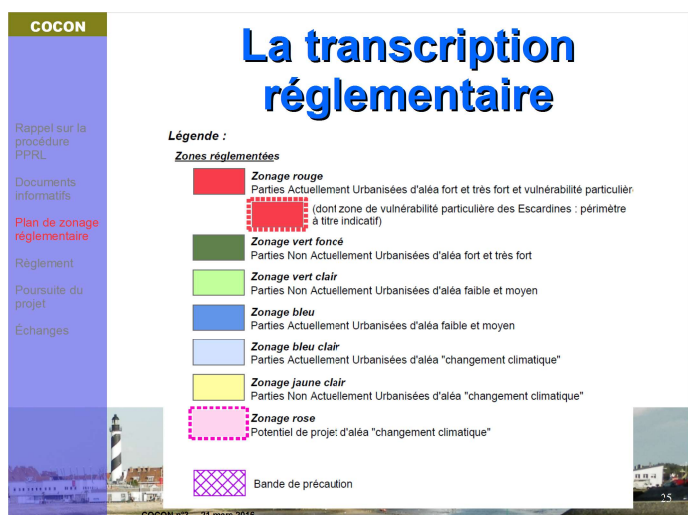 COCON
La transcription
réglementaire
Rappel sur la
procédure
PPRL
Documents
informatifs
Plan de zonage
réglementaire
Règlement
Poursuite du
projet
Échanges
Légende :
Zones réglementées
Zonage rouge
Parties Actuellement Urbanisées d'aléa fort et très fort et vulnérabilité particulièr
(dont zone de vulnérabilité particulière des Escardines : périmètre
à titre indicatif)
Zonage vert foncé
Parties Non Actuellement Urbanisées d'aléa fort et très fort
Zonage vert clair
Parties Non Actuellement Urbanisées d'aléa faible et moyen
Zonage bleu
Parties Actuellement Urbanisées d'aléa faible et moyen
Zonage bleu clair
Parties Actuellement Urbanisées d'aléa "changement climatique"
Zonage jaune clair
Parties Non Actuellement Urbanisées d'aléa "changement climatique"
Zonage rose
Potentiel de projet d'aléa "changement climatique"
Bande de précaution
25